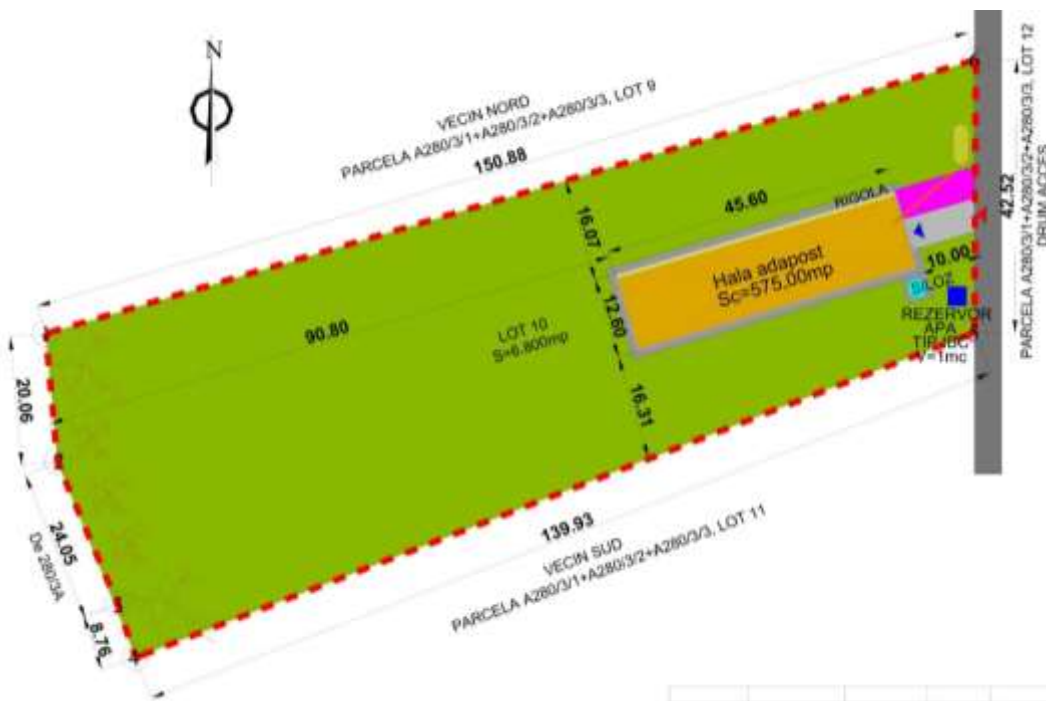 N
VECIN NORD
PARCELA A280/3/1+A280/3/2+A280/3/3, LOT 9
150.88
PARCELA A280/3/1+A280/3/2+A280/3/3, LOT 12
DRUM ACCES
42.52
45.60
RIGOLA
16.07
Hala adapost
Sc=575.00mp
10.00
SILOZ
REZERVOR
APA
TIP IBC
V=1mc
12.60
90.80
LOT 10
S=6.800mp
16.31
20.06
24.05
De 280/3A
8.76
139.93
VECIN SUD
PARCELA A280/3/1+A280/3/2+A280/3/3, LOT 11